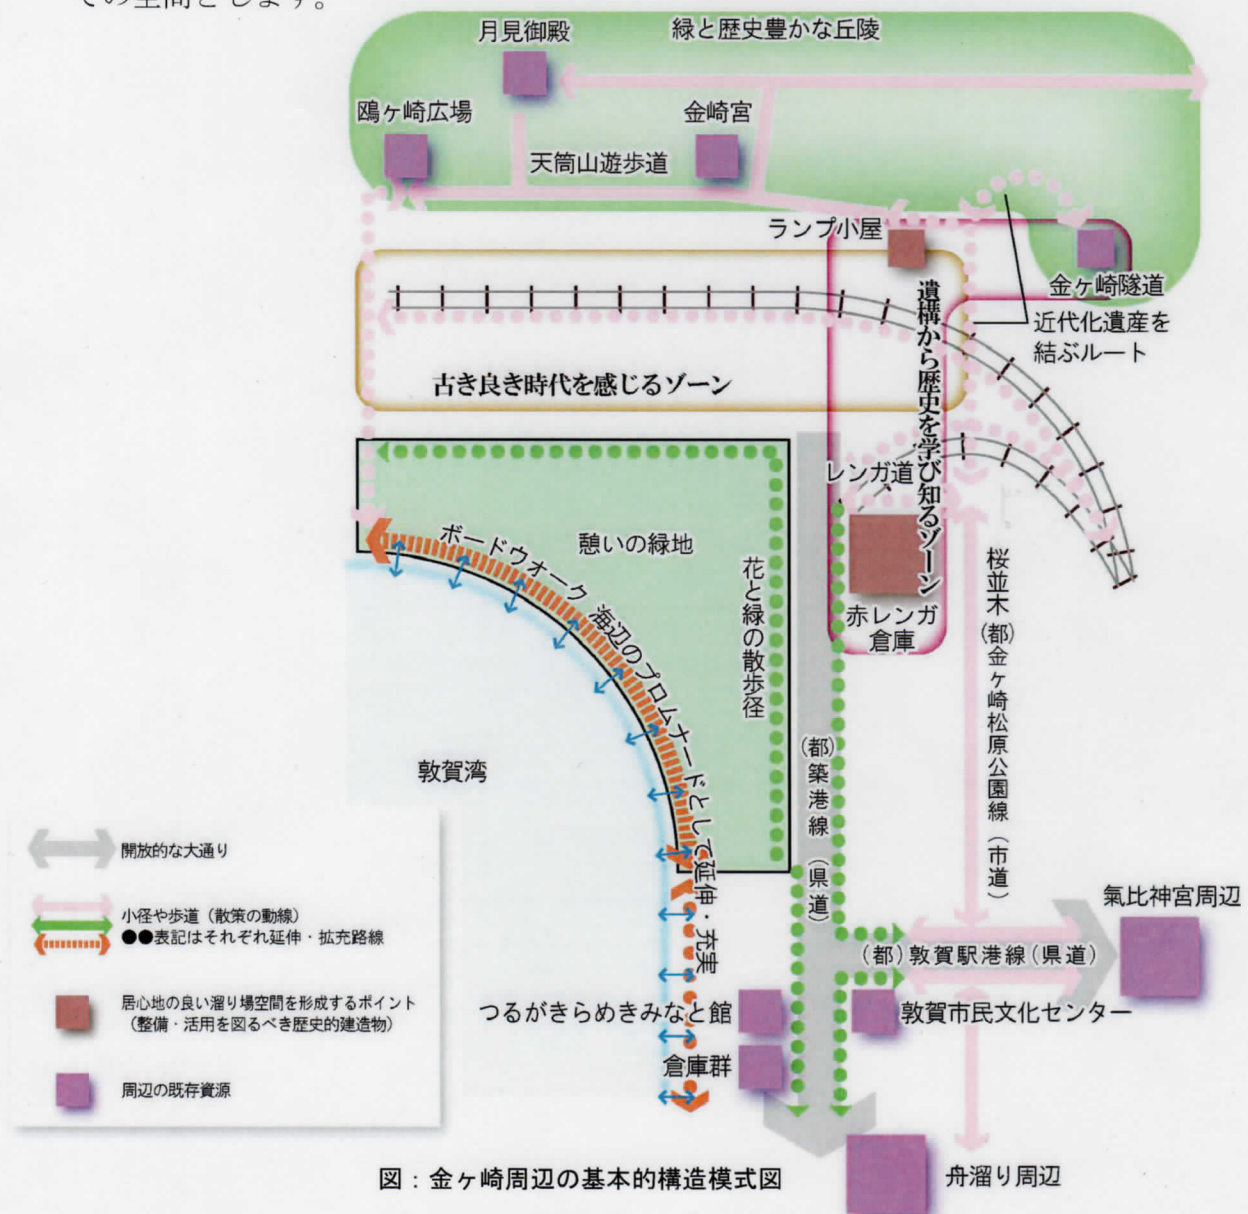 ての空間とします。
月見御殿
緑と歴史豊かな丘陵
鴎ヶ崎広場
金崎宮
天筒山遊歩道
ランプ小屋
金ヶ崎隧道
近代化遺産を
結ぶルート
遺構から歴史を学び知るゾーン
古き良き時代を感じるゾーン
レンガ道
ボードウォーク 海辺のプロムナードとして延伸・充実
憩いの緑地
花と緑の散歩径
赤レンガ
倉庫
桜並木(都)金ヶ崎松原公園線(市道)
敦賀湾
(都)築港線(県道)
開放的な大通り
小径や歩道(散策の動線)
●●表記はそれぞれ延伸・拡充路線
居心地の良い溜り場空間を形成するポイント
(整備・活用を図るべき歴史的建造物)
周辺の既存資源
氣比神宮周辺
(都)敦賀駅港線(県道)
つるがきらめきみなと館
敦賀市民文化センター
倉庫群
舟溜り周辺
図:金ヶ崎周辺の基本的構造模式図